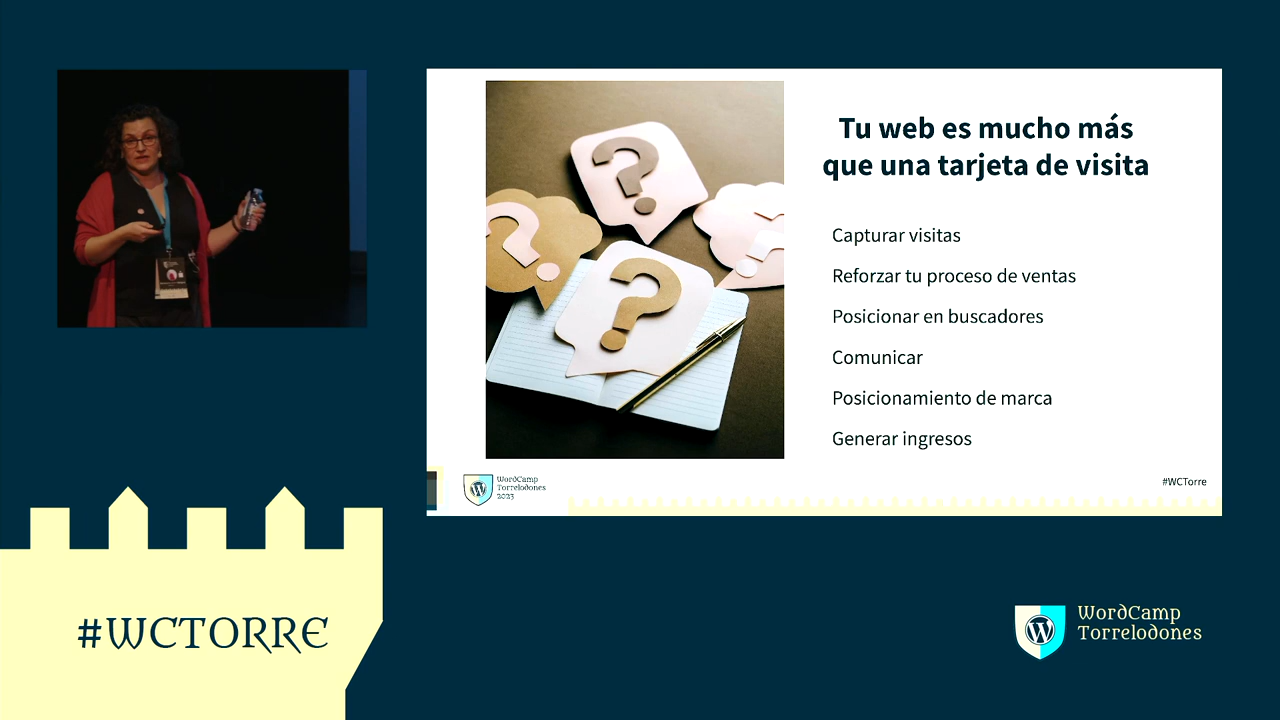 Tu web es mucho más
que una tarjeta de visita
Capturar visitas
Reforzar tu proceso de ventas
Posicionar en buscadores
Comunicar
Posicionamiento de marca
Generar ingresos
WordCamp
Torrelodones
2023
#WCTorre
#WCTORRE
WordCamp
Torrelodones